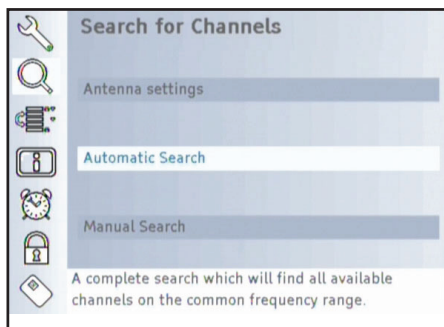 Search for Channels
Antenna settings
Automatic Search
Manual Search
A complete search which will find all available
channels on the common frequency range.